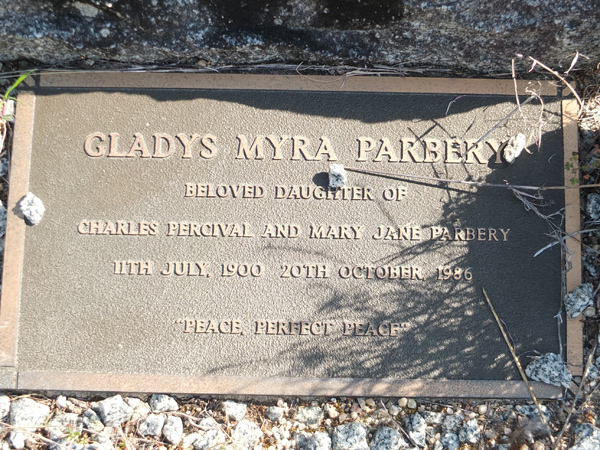 GLADYS MYRA PARBERY
BELOVED DAUGHTER OF
CHARLES PERCIVAL AND MARY JANE PARBERY
11TH JULY, 1900 20TH OCTOBER 1986
"PEACE, PERFECT PEACE"